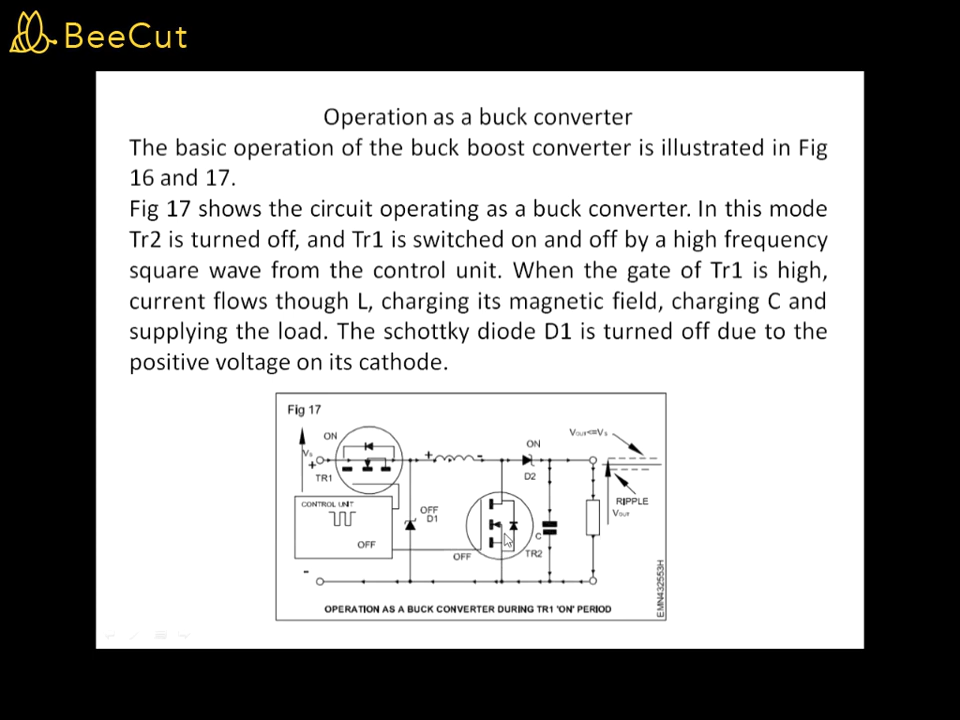 BeeCut
Operation as a buck converter
The basic operation of the buck boost converter is illustrated in Fig
16 and 17.
Fig 17 shows the circuit operating as a buck converter. In this mode
Tr2 is turned off, and Tr1 is switched on and off by a high frequency
square wave from the control unit. When the gate of Tr1 is high,
current flows though L, charging its magnetic field, charging C and
supplying the load. The schottky diode D1 is turned off due to the
positive voltage on its cathode.
Fig 17
ON
Vs
+
TR1
CONTROL UNIT
OFF
+
-
OFF
D1
OFF
ON
D2
C
TR2
VOUT<=VS
RIPPLE
VOUT
-
OPERATION AS A BUCK CONVERTER DURING TR1 'ON' PERIOD
EMN432553H